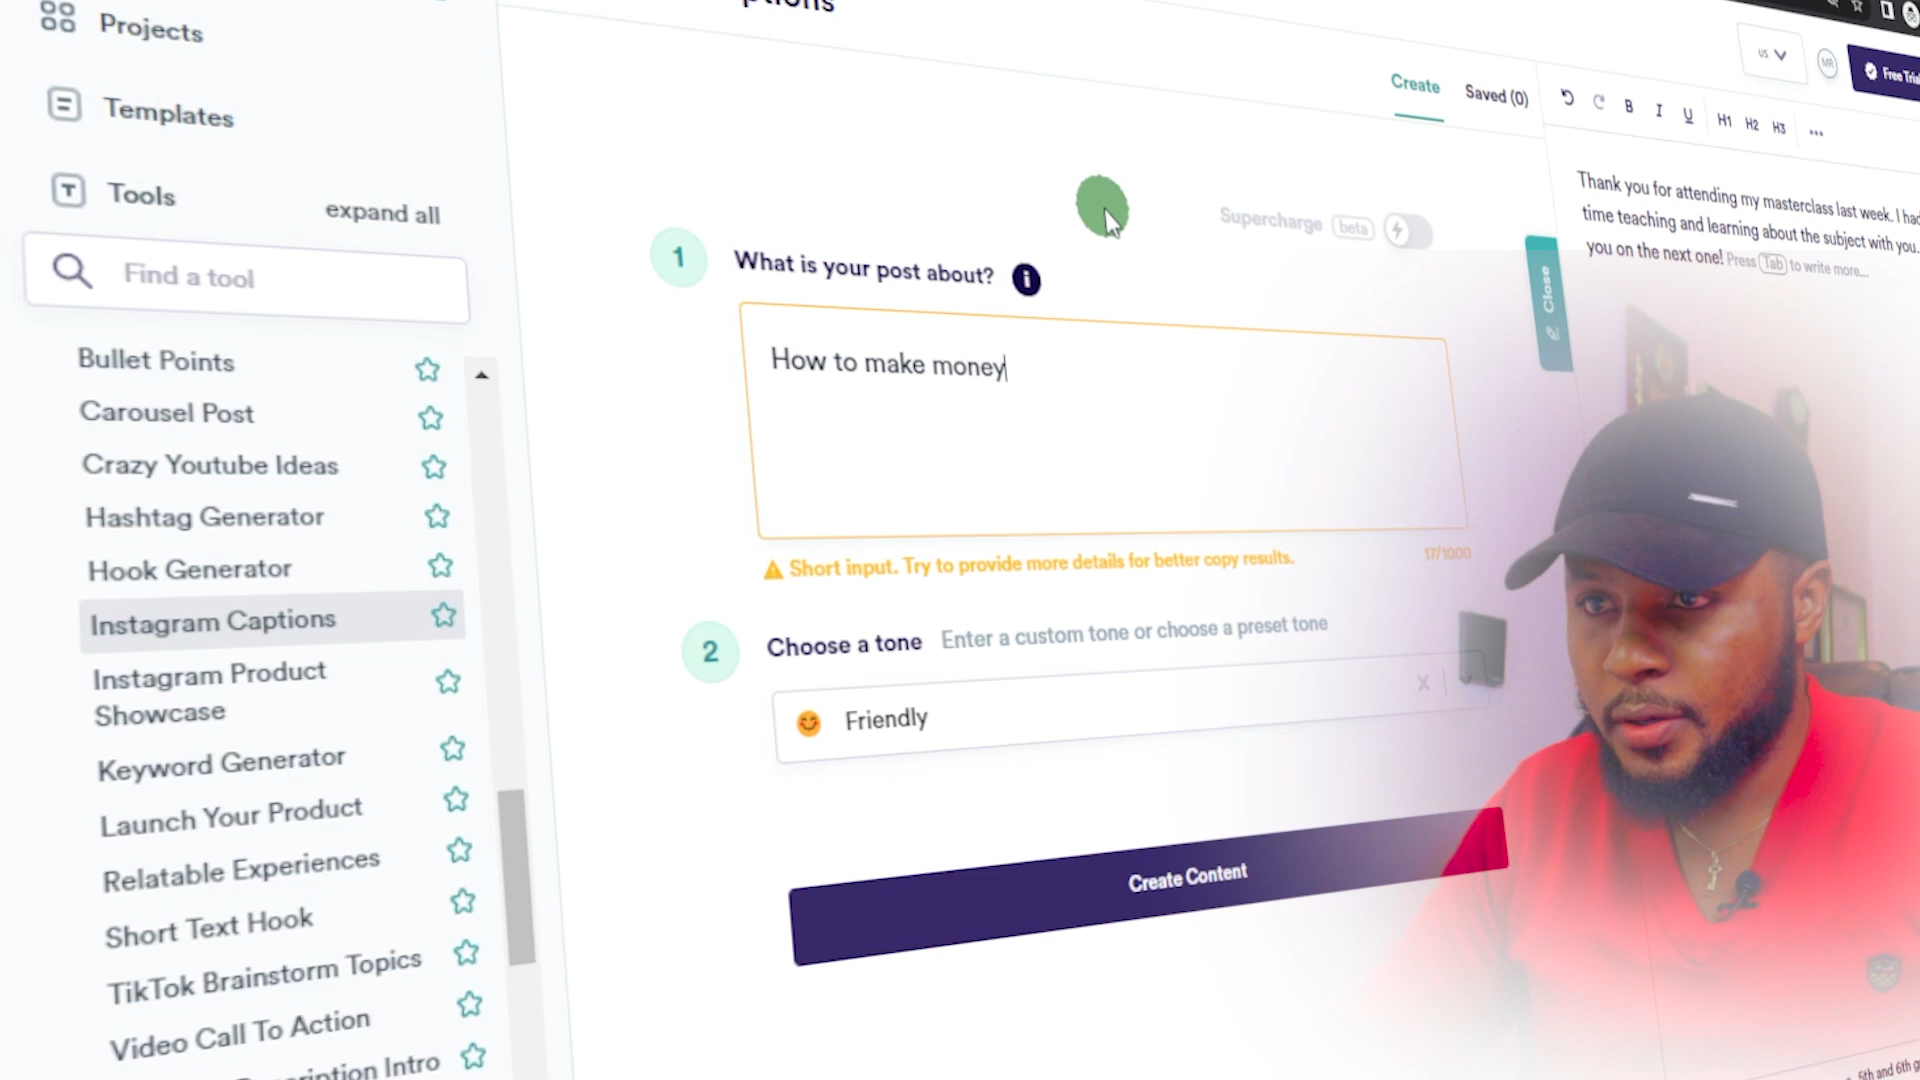 Projects
Templates
Tools
expand all
Find a tool
Bullet Points
Carousel Post
Crazy Youtube Ideas
Hashtag Generator
Hook Generator
Instagram Captions
Instagram Product
Showcase
Keyword Generator
Launch Your Product
Relatable Experiences
Short Text Hook
TikTok Brainstorm Topics
Video Call To Action
Intro
Create
Saved (0)
Supercharge beta
1
What is your post about?
How to make money
Short input. Try to provide more details for better copy results.
17/1000
2
Choose a tone
Enter a custom tone or choose a preset tone
Friendly
X
Create Content
US
MR
Free
B I U H1 H2 H3 ...
Close
Thank you for attending my masterclass last week. I had
time teaching and learning about the subject with you.
you on the next one! Press Tab to write more...
5th and 6th